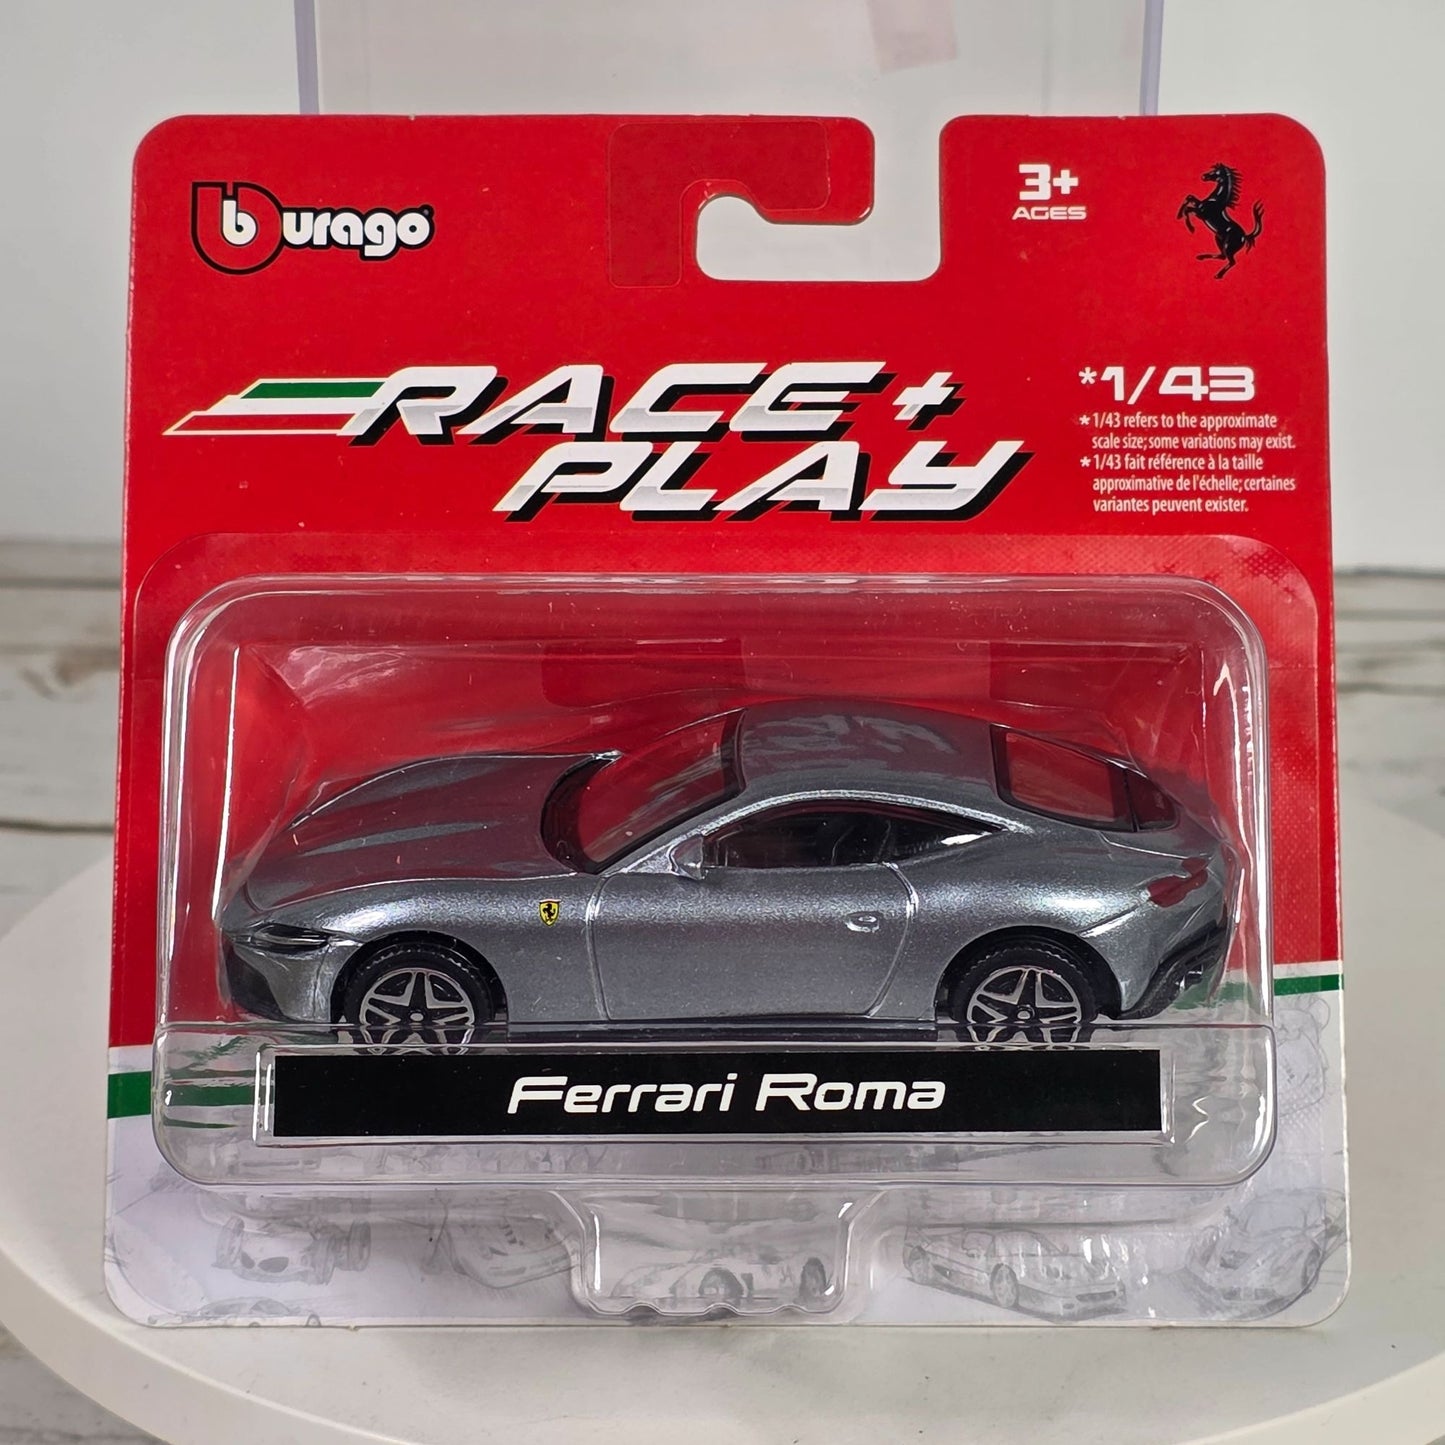 burago
3+
AGES
RACE+
PLAY
*1/43
*1/43 refers to the approximate
scale size; some variations may exist.
*1/43 fait référence à la taille
approximative de l'échelle; certaines
variantes peuvent exister.
Ferrari Roma